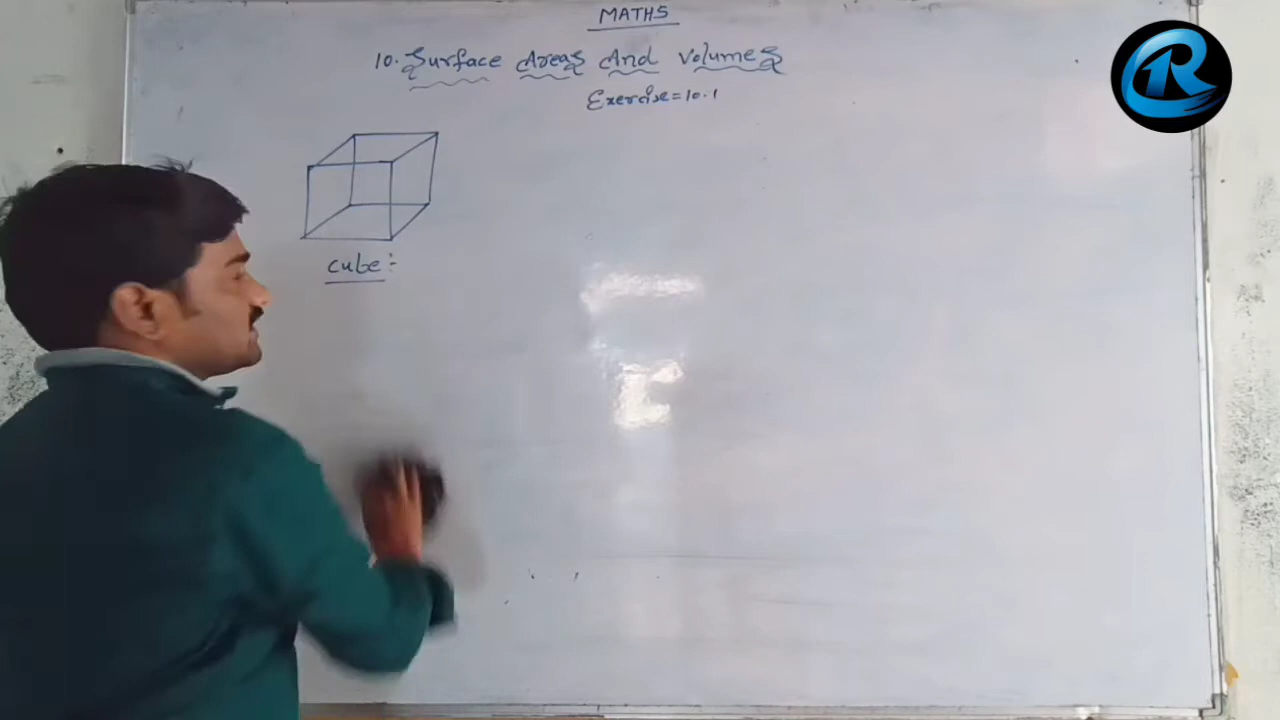 MATHS
10. Surface Areas And Volumes
Exercise = 10.1
cube :-
R